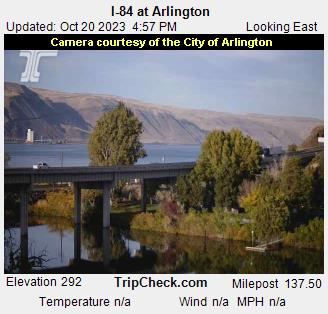 I-84 at Arlington
Updated: Oct 20 2023 4:57 PM Looking East
Camera courtesy of the City of Arlington
Elevation 292 TripCheck.com Milepost 137.50
Temperature n/a Wind n/a MPH n/a